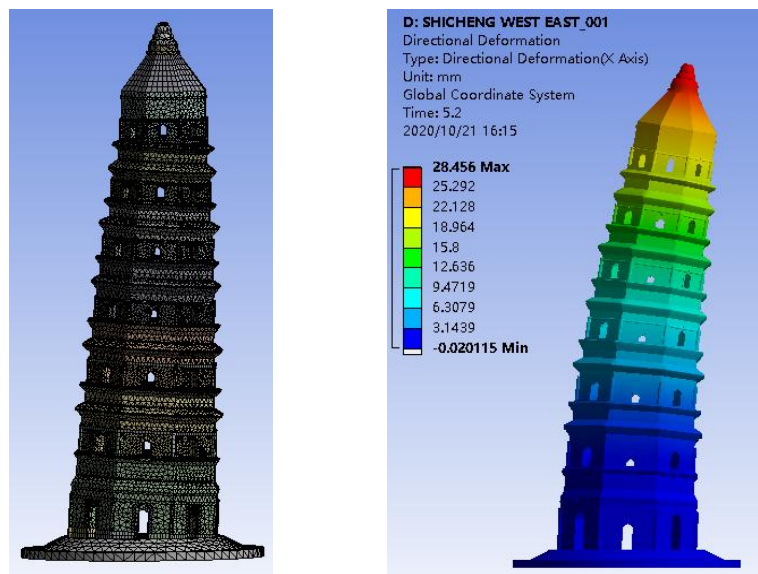 D: SHICHENG WEST EAST_001
Directional Deformation
Type: Directional Deformation(X Axis)
Unit: mm
Global Coordinate System
Time: 5.2
2020/10/21 16:15
28.456 Max
25.292
22.128
18.964
15.8
12.636
9.4719
6.3079
3.1439
-0.020115 Min